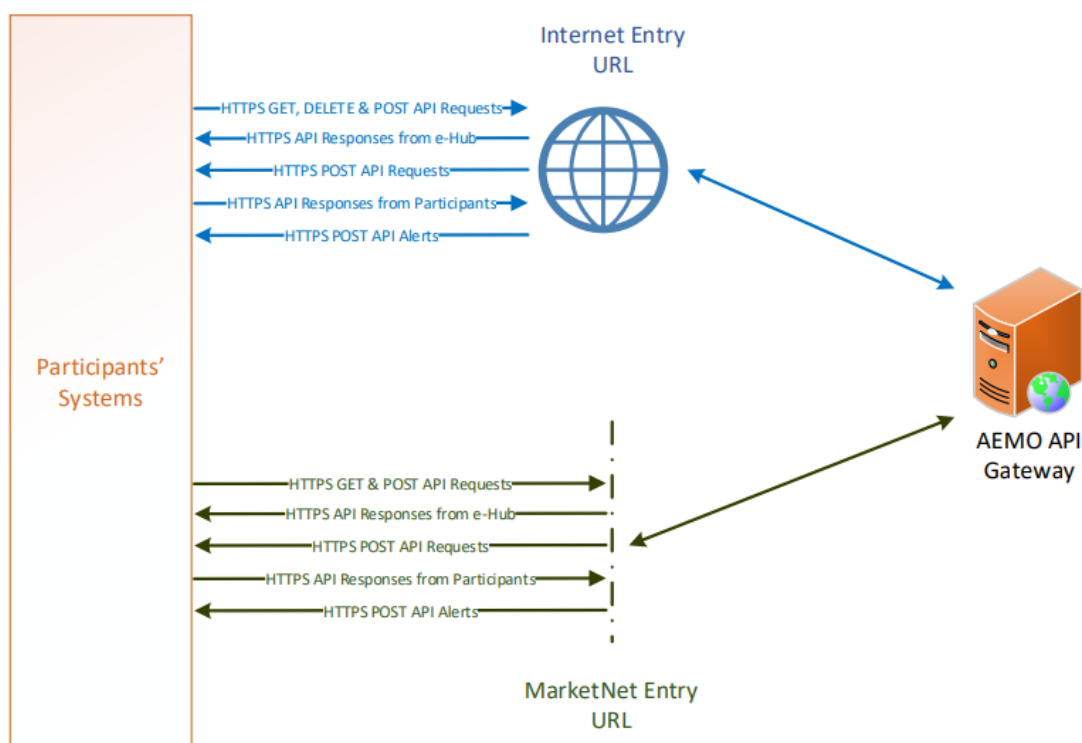 Internet Entry
URL
HTTPS GET, DELETE & POST API Requests
HTTPS API Responses from e-Hub
HTTPS POST API Requests
HTTPS API Responses from Participants
HTTPS POST API Alerts
Participants'
Systems
AEMO API
Gateway
HTTPS GET & POST API Requests
HTTPS API Responses from e-Hub
HTTPS POST API Requests
HTTPS API Responses from Participants
HTTPS POST API Alerts
MarketNet Entry
URL